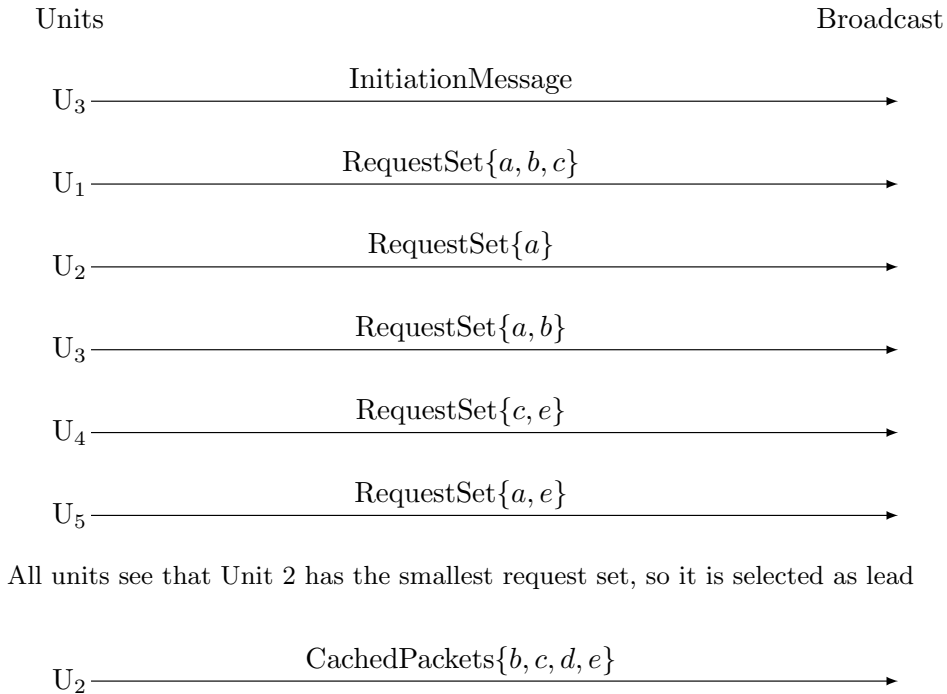 Units Broadcast
InitiationMessage
U₃
RequestSet{a, b, c}
U₁
RequestSet{a}
U₂
RequestSet{a, b}
U₃
RequestSet{c, e}
U₄
RequestSet{a, e}
U₅
All units see that Unit 2 has the smallest request set, so it is selected as lead
CachedPackets{b, c, d, e}
U₂